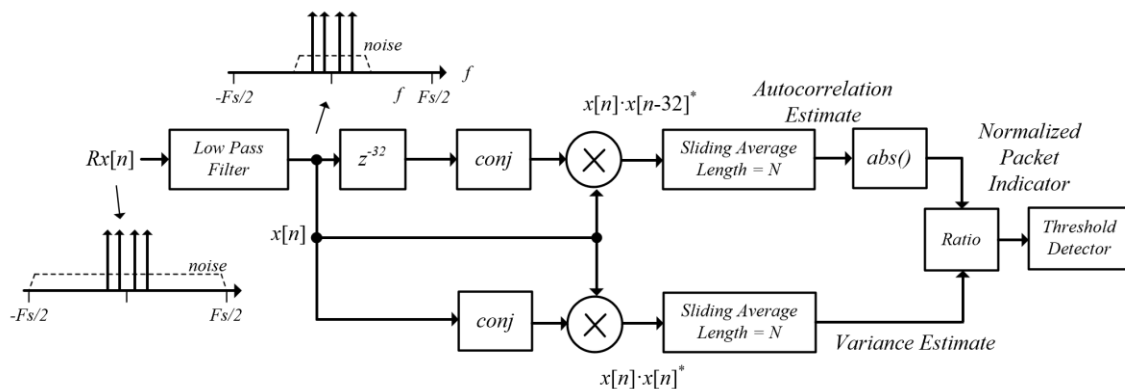 noise
f
-Fs/2
f
Fs/2
x[n]·x[n-32]*
Autocorrelation
Estimate
Normalized
Packet
Indicator
Rx[n]
Low Pass
Filter
z^-32
conj
Sliding Average
Length = N
abs()
x[n]
Ratio
Threshold
Detector
noise
-Fs/2
Fs/2
conj
Sliding Average
Length = N
Variance Estimate
x[n]·x[n]*